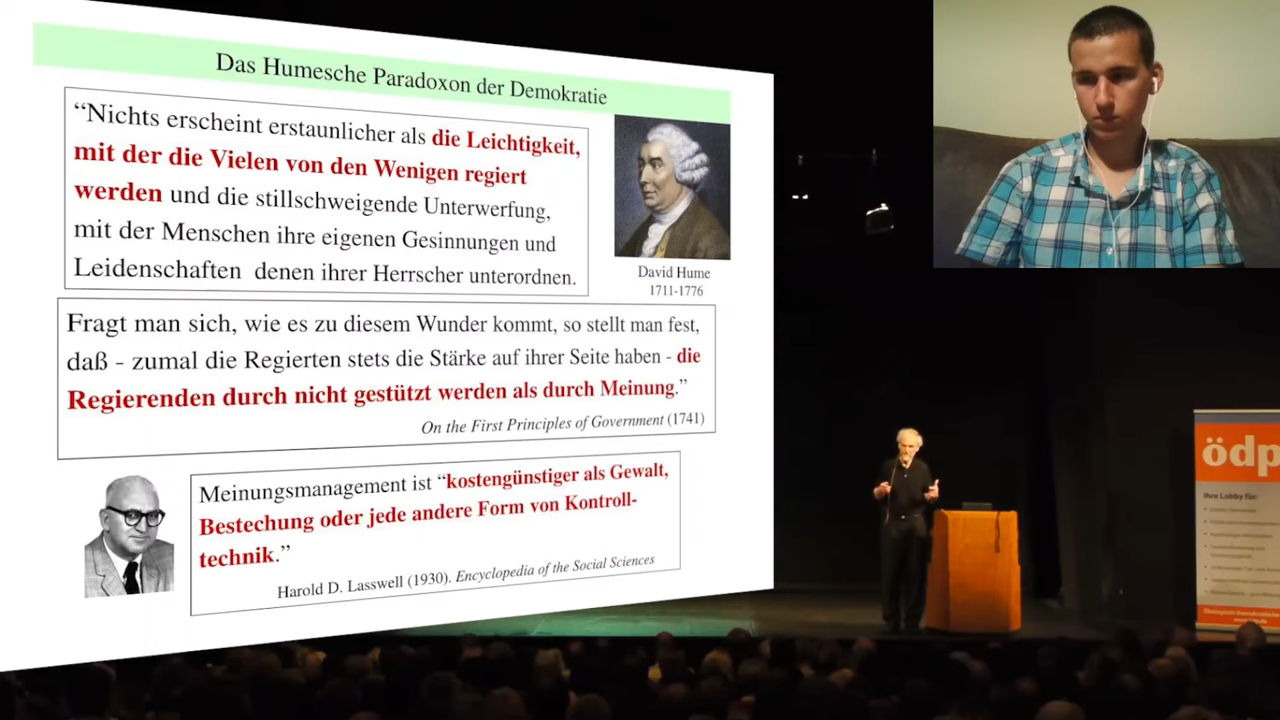 Das Humesche Paradoxon der Demokratie
“Nichts erscheint erstaunlicher als die Leichtigkeit,
mit der die Vielen von den Wenigen regiert
werden und die stillschweigende Unterwerfung,
mit der Menschen ihre eigenen Gesinnungen und
Leidenschaften denen ihrer Herrscher unterordnen.
David Hume
1711-1776
Fragt man sich, wie es zu diesem Wunder kommt, so stellt man fest,
daß - zumal die Regierten stets die Stärke auf ihrer Seite haben - die
Regierenden durch nicht gestützt werden als durch Meinung.”
On the First Principles of Government (1741)
Meinungsmanagement ist “kostengünstiger als Gewalt,
Bestechung oder jede andere Form von Kontroll-
technik.”
Harold D. Lasswell (1930). Encyclopedia of the Social Sciences
ödp
Ihre Lobby für: